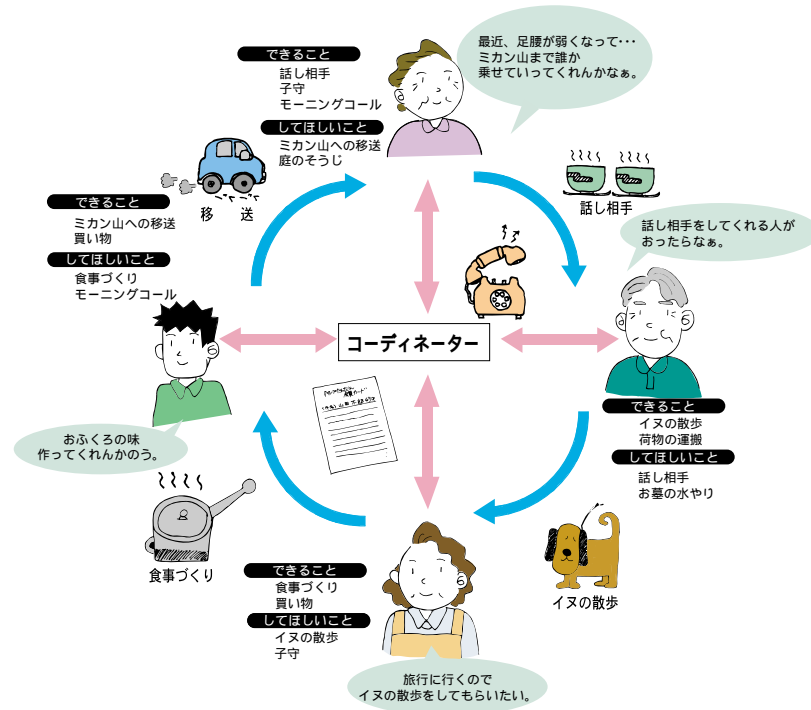 できること
話し相手
子守
モーニングコール
してほしいこと
ミカン山への移送
庭のそうじ
最近、足腰が弱くなって･･･
ミカン山まで誰か
乗せていってくれんかなぁ。
移 送
話し相手
できること
ミカン山への移送
買い物
してほしいこと
食事づくり
モーニングコール
話し相手をしてくれる人が
おったらなぁ。
コーディネーター
おふくろの味
作ってくれんかのう。
できること
イヌの散歩
荷物の運搬
してほしいこと
話し相手
お墓の水やり
食事づくり
イヌの散歩
できること
食事づくり
買い物
してほしいこと
イヌの散歩
子守
旅行に行くので
イヌの散歩をしてもらいたい。